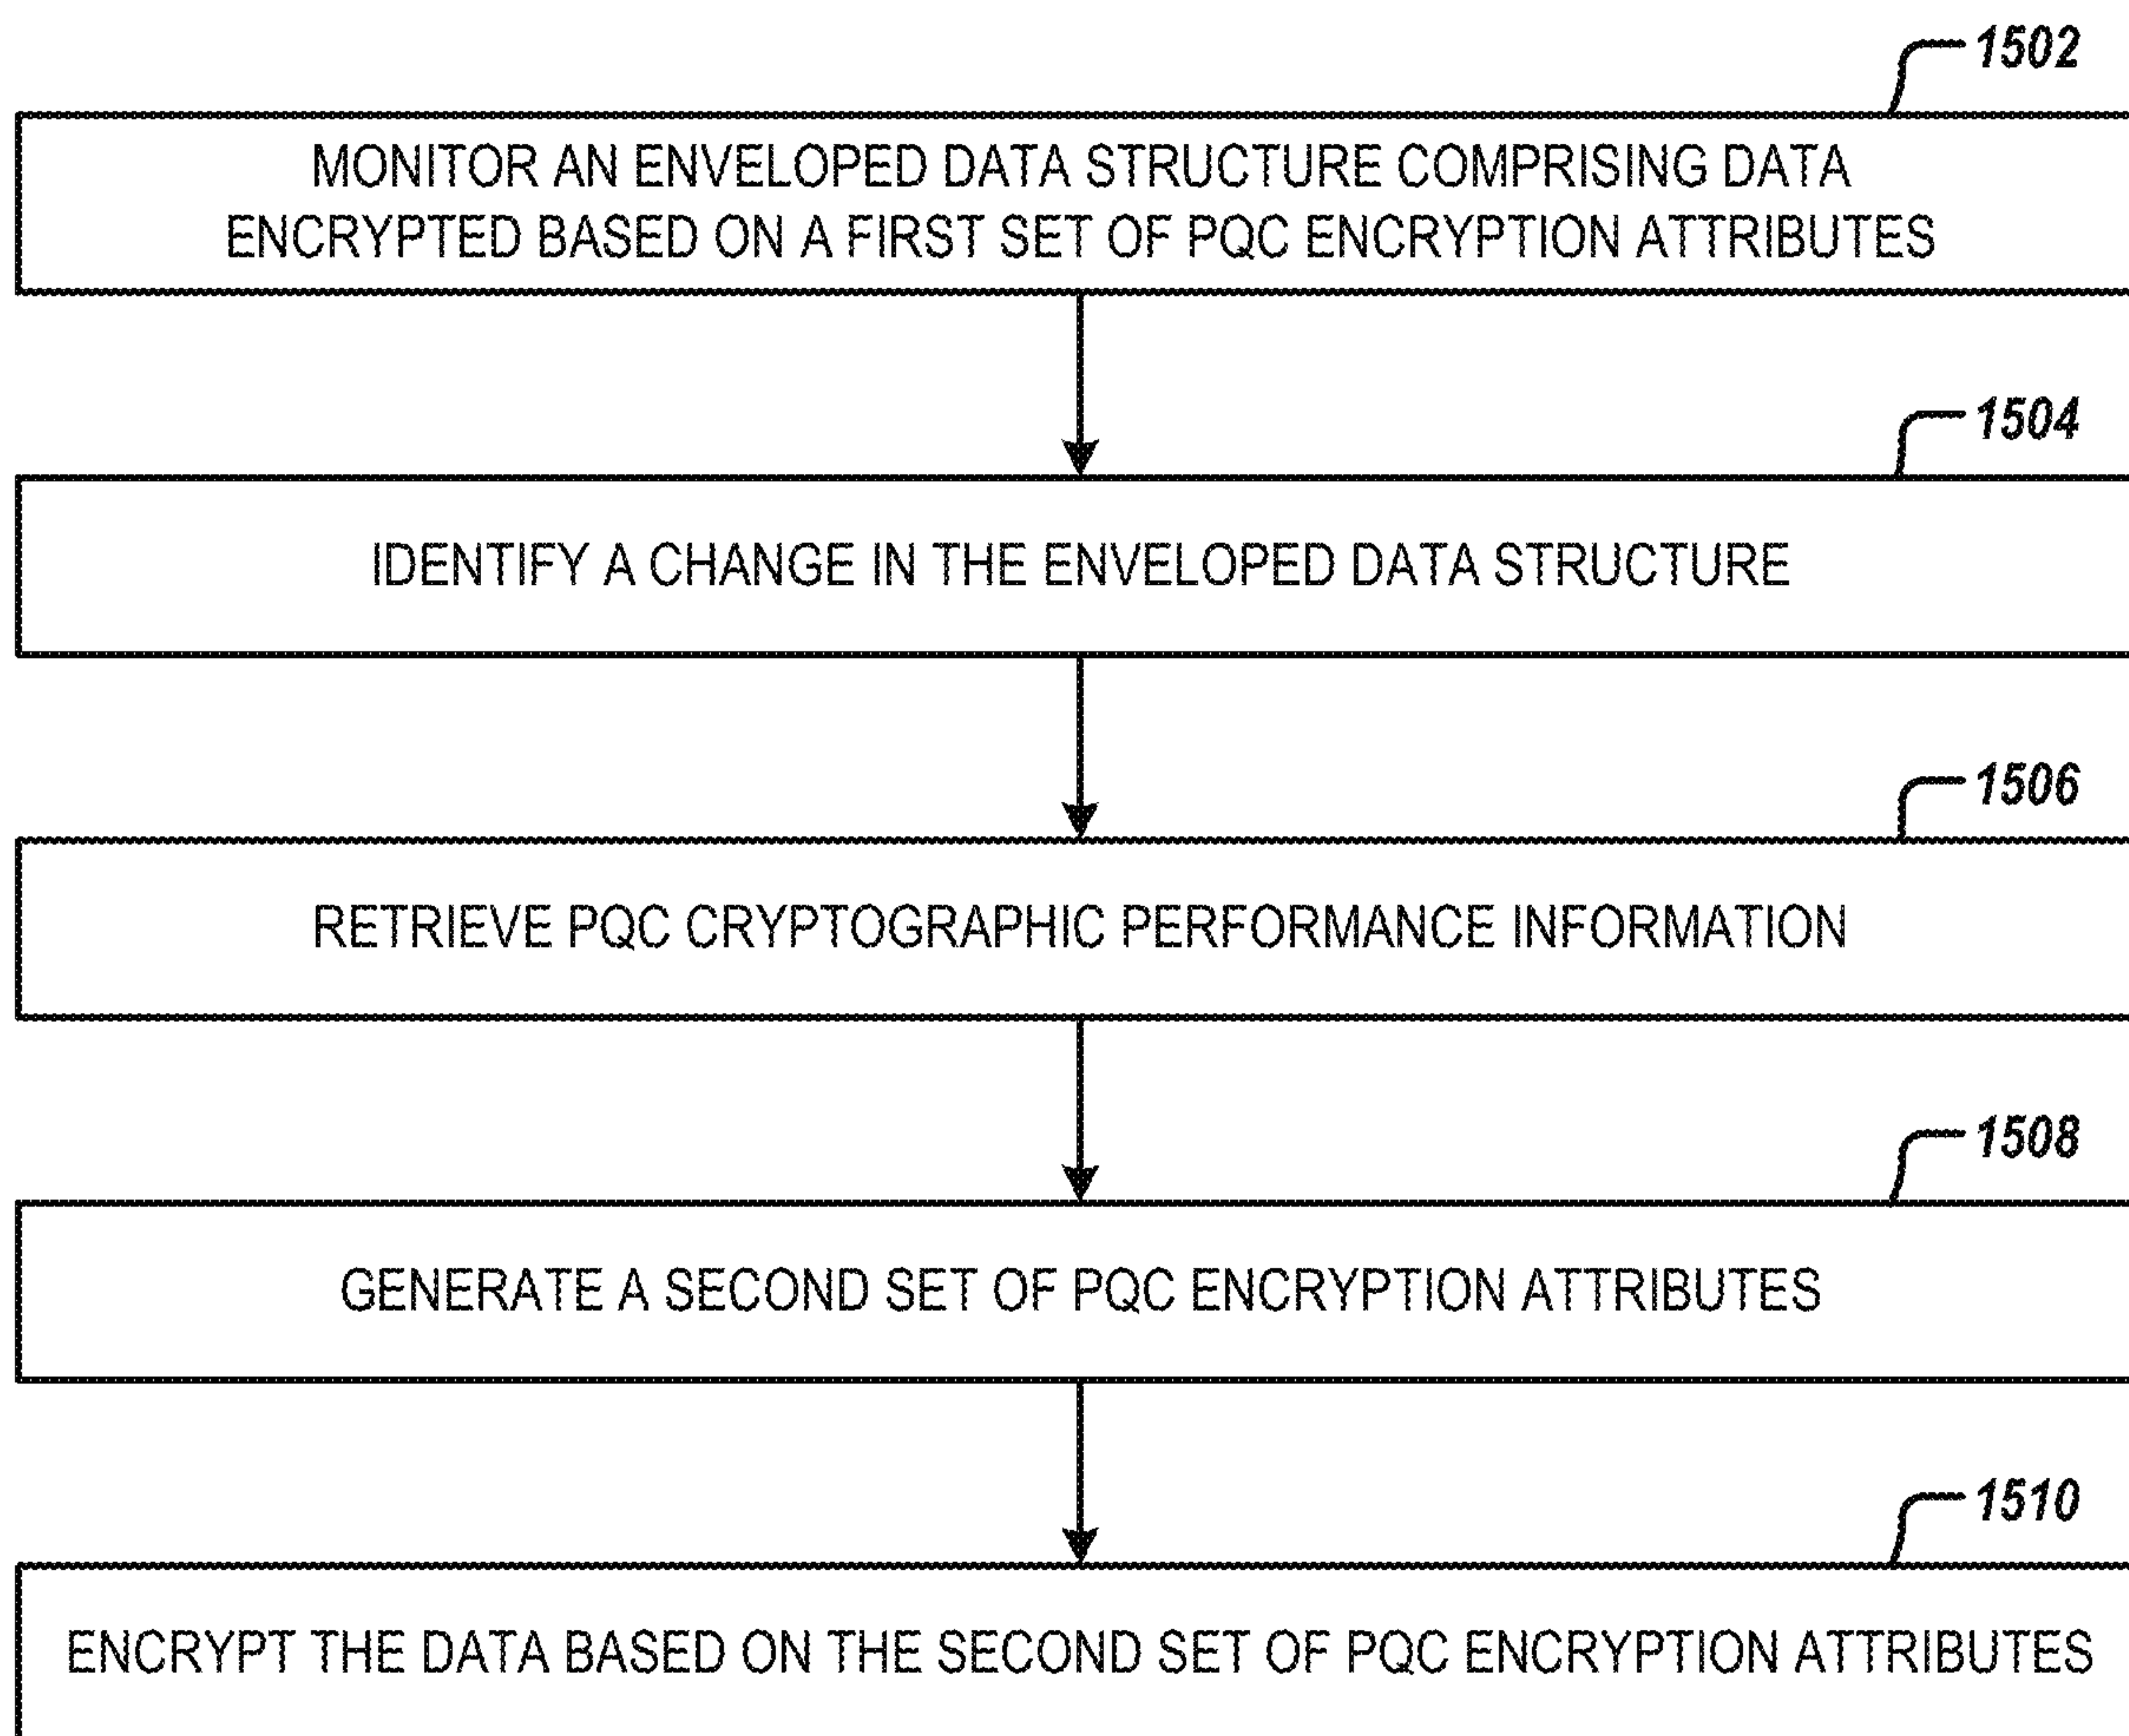 1502
MONITOR AN ENVELOPED DATA STRUCTURE COMPRISING DATA
ENCRYPTED BASED ON A FIRST SET OF PQC ENCRYPTION ATTRIBUTES
1504
IDENTIFY A CHANGE IN THE ENVELOPED DATA STRUCTURE
1506
RETRIEVE PQC CRYPTOGRAPHIC PERFORMANCE INFORMATION
1508
GENERATE A SECOND SET OF PQC ENCRYPTION ATTRIBUTES
1510
ENCRYPT THE DATA BASED ON THE SECOND SET OF PQC ENCRYPTION ATTRIBUTES